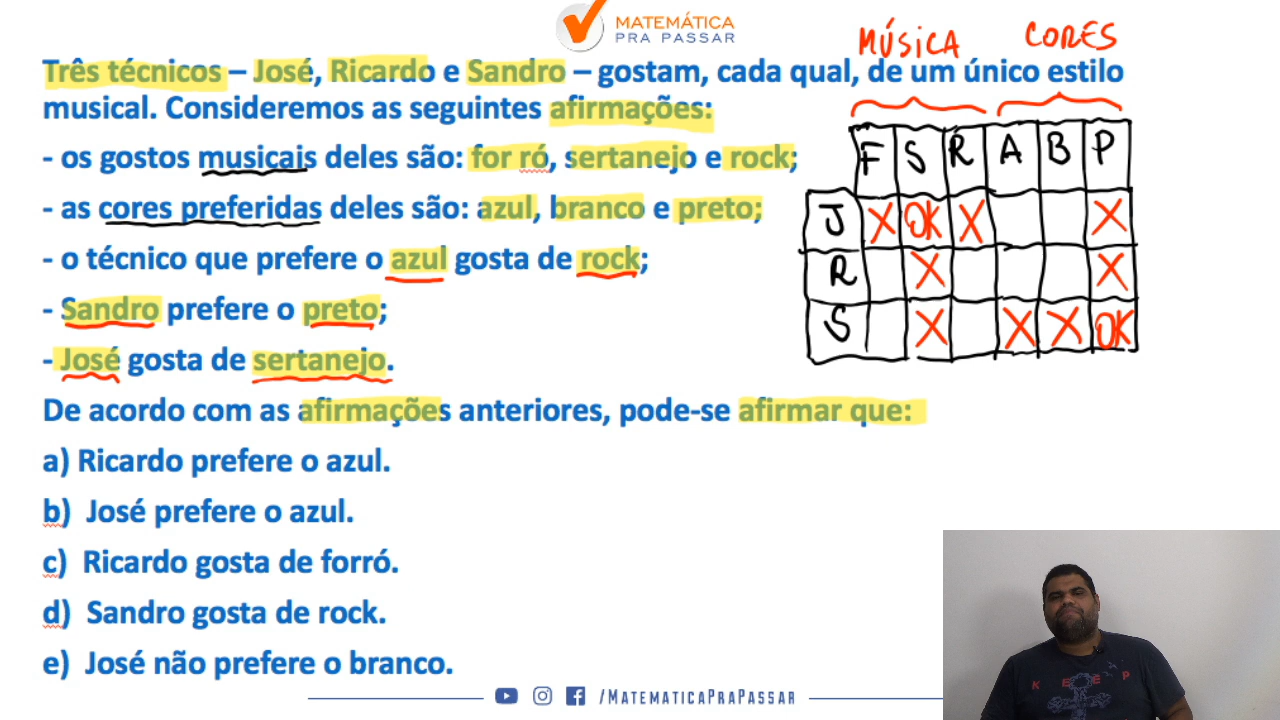 MATEMÁTICA
PRA PASSAR
MÚSICA CORES
Três técnicos – José, Ricardo e Sandro – gostam, cada qual, de um único estilo
musical. Consideremos as seguintes afirmações:
- os gostos musicais deles são: for ró, sertanejo e rock;
- as cores preferidas deles são: azul, branco e preto;
- o técnico que prefere o azul gosta de rock;
- Sandro prefere o preto;
- José gosta de sertanejo.
De acordo com as afirmações anteriores, pode-se afirmar que:
a) Ricardo prefere o azul.
b) José prefere o azul.
c) Ricardo gosta de forró.
d) Sandro gosta de rock.
e) José não prefere o branco.
F S R A B P
J X OK X X
R X X
S X X X OK
KEEP
/MATEMATICAPRAPASSAR